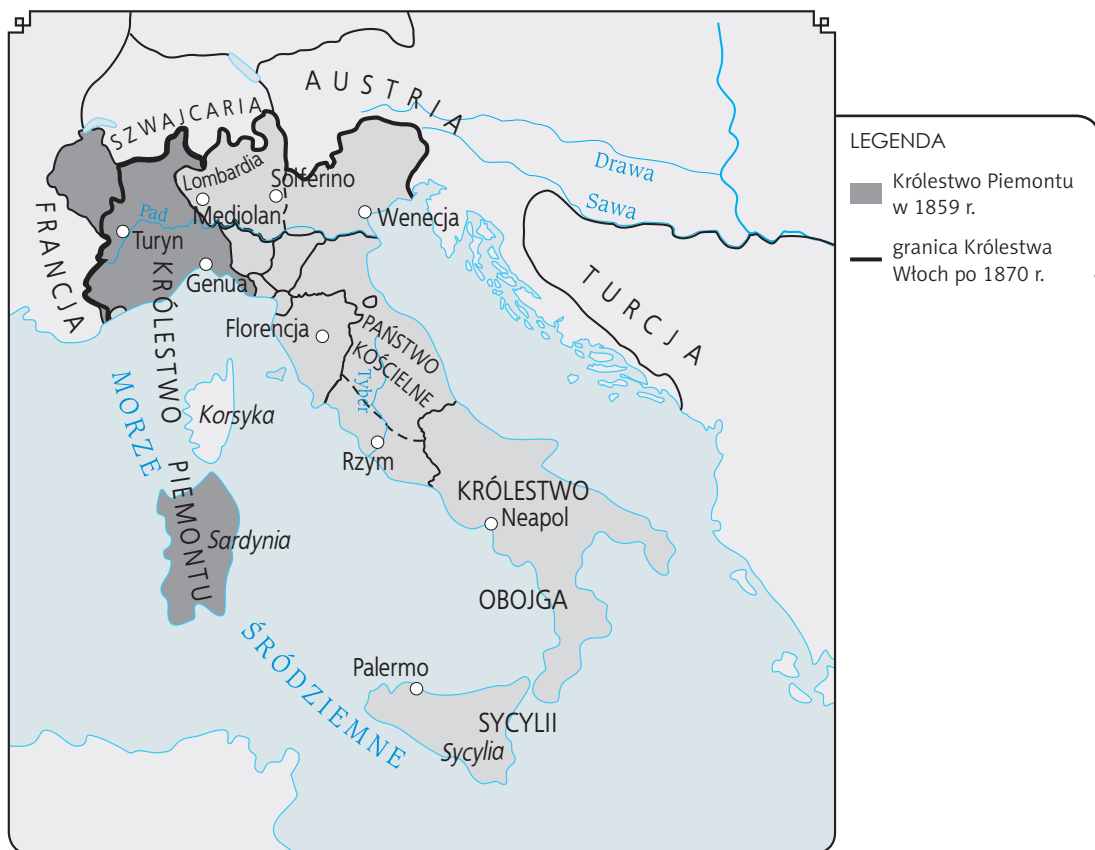 AUSTRIA
SZWAJCARIA
FRANCJA
Lombardia
Solferino
Mediolan
Wenecja
Drawa
Sawa
Pad
Turyn
Genua
TURCJA
Florencja
PAŃSTWO
KOŚCIELNE
Tyber
KRÓLESTWO PIEMONTU
Korsyka
Rzym
MORZE
KRÓLESTWO
Neapol
Sardynia
OBOJGA
ŚRÓDZIEMNE
Palermo
SYCYLII
Sycylia
LEGENDA
Królestwo Piemontu
w 1859 r.
granica Królestwa
Włoch po 1870 r.